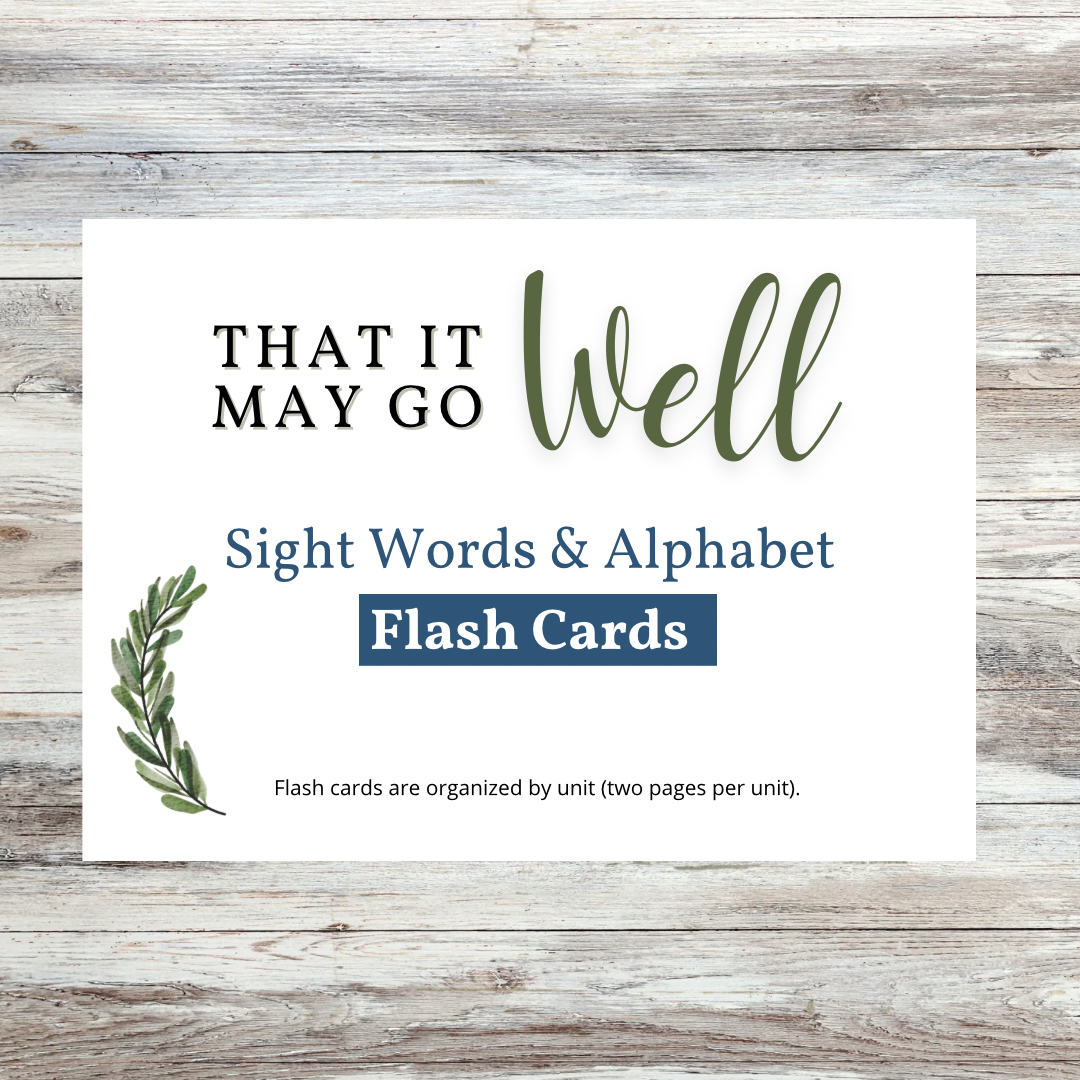 THAT IT
MAY GO
Well
Sight Words & Alphabet
Flash Cards
Flash cards are organized by unit (two pages per unit).